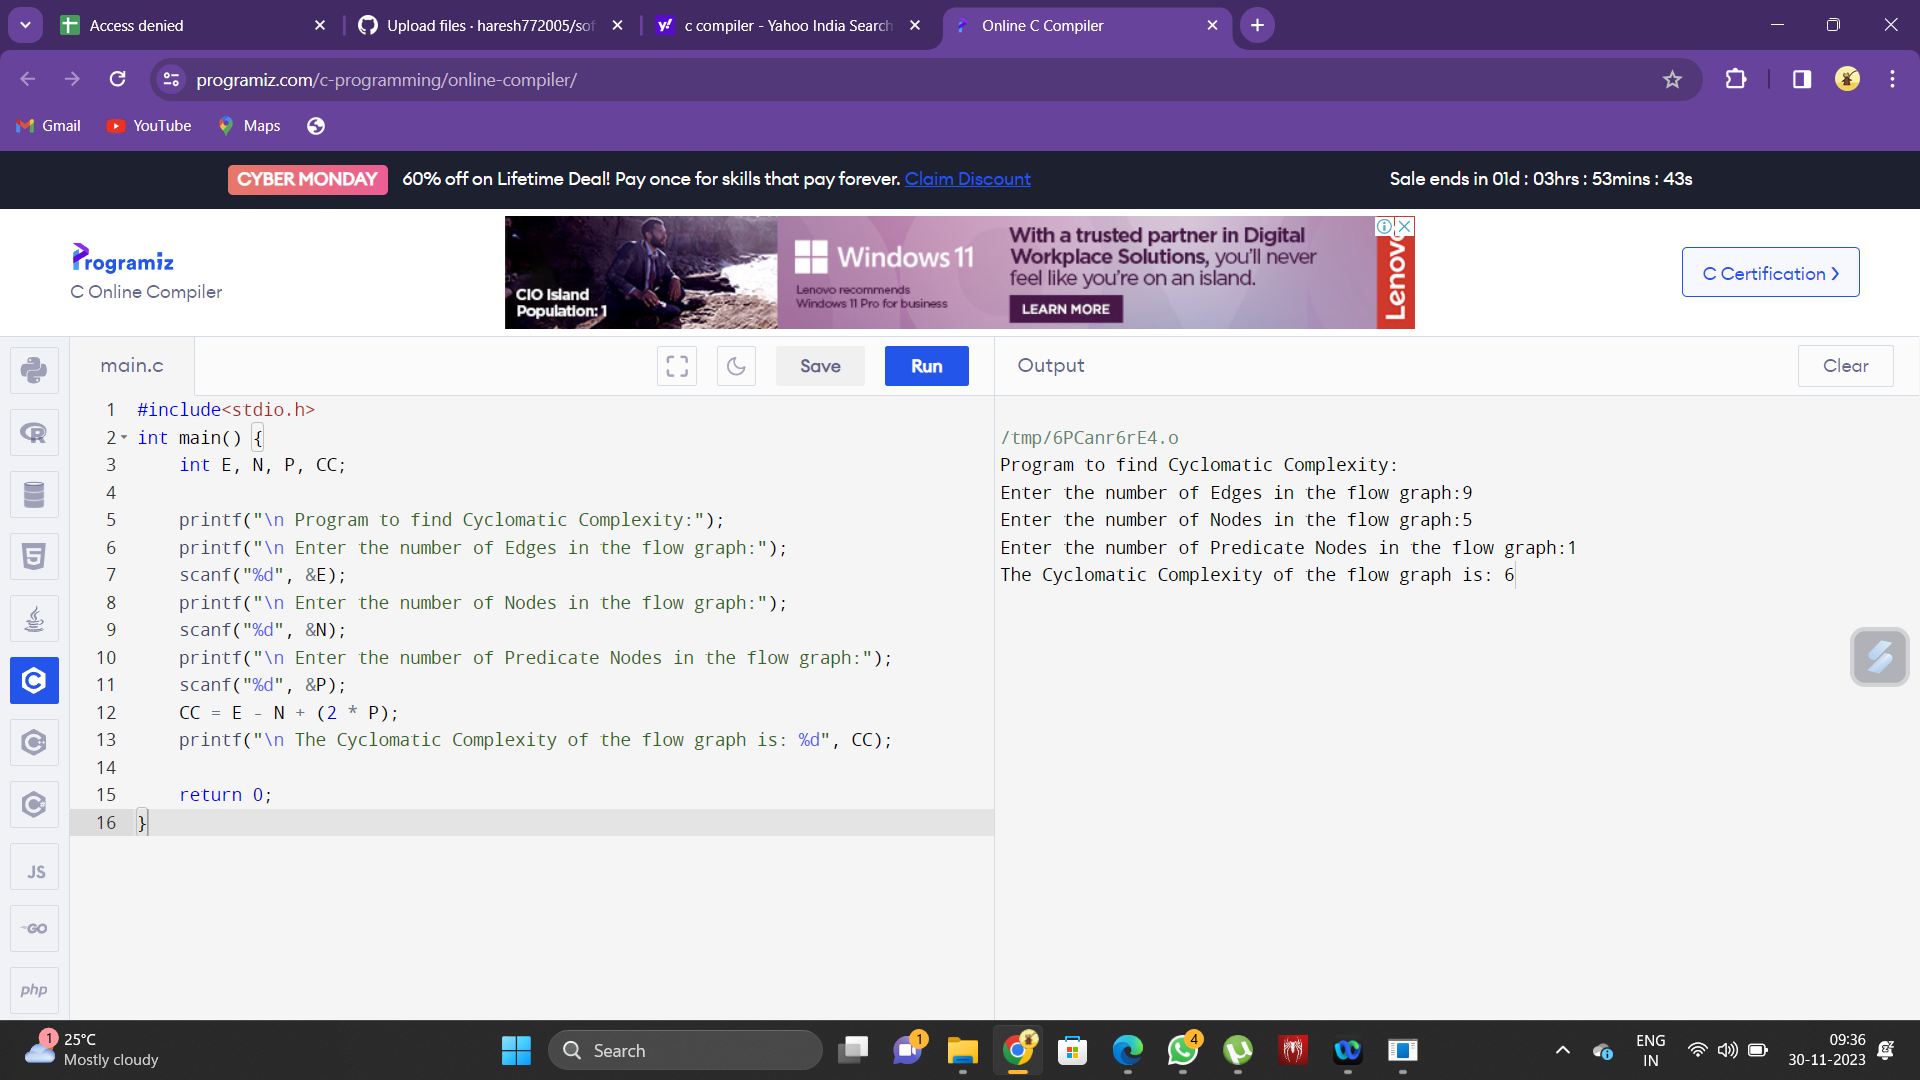 Access denied
Upload files · haresh772005/sof
c compiler - Yahoo India Search
Online C Compiler
programiz.com/c-programming/online-compiler/
Gmail
YouTube
Maps
CYBER MONDAY 60% off on Lifetime Deal! Pay once for skills that pay forever. Claim Discount
Sale ends in 01d : 03hrs : 53mins : 43s
Programiz
C Online Compiler
CIO Island
Population: 1
Windows 11
Lenovo recommends
Windows 11 Pro for business
With a trusted partner in Digital
Workplace Solutions, you'll never
feel like you're on an island.
LEARN MORE
Lenovo
C Certification
main.c
Save
Run
Output
Clear
1 #include<stdio.h>
2 int main() {
3 int E, N, P, CC;
4
5 printf("\n Program to find Cyclomatic Complexity:");
6 printf("\n Enter the number of Edges in the flow graph:");
7 scanf("%d", &E);
8 printf("\n Enter the number of Nodes in the flow graph:");
9 scanf("%d", &N);
10 printf("\n Enter the number of Predicate Nodes in the flow graph:");
11 scanf("%d", &P);
12 CC = E - N + (2 * P);
13 printf("\n The Cyclomatic Complexity of the flow graph is: %d", CC);
14
15 return 0;
16 }
/tmp/6PCanr6rE4.o
Program to find Cyclomatic Complexity:
Enter the number of Edges in the flow graph:9
Enter the number of Nodes in the flow graph:5
Enter the number of Predicate Nodes in the flow graph:1
The Cyclomatic Complexity of the flow graph is: 6
R
5
C
JS
GO
php
1
25°C
Mostly cloudy
Search
1
4
ENG
IN
09:36
30-11-2023